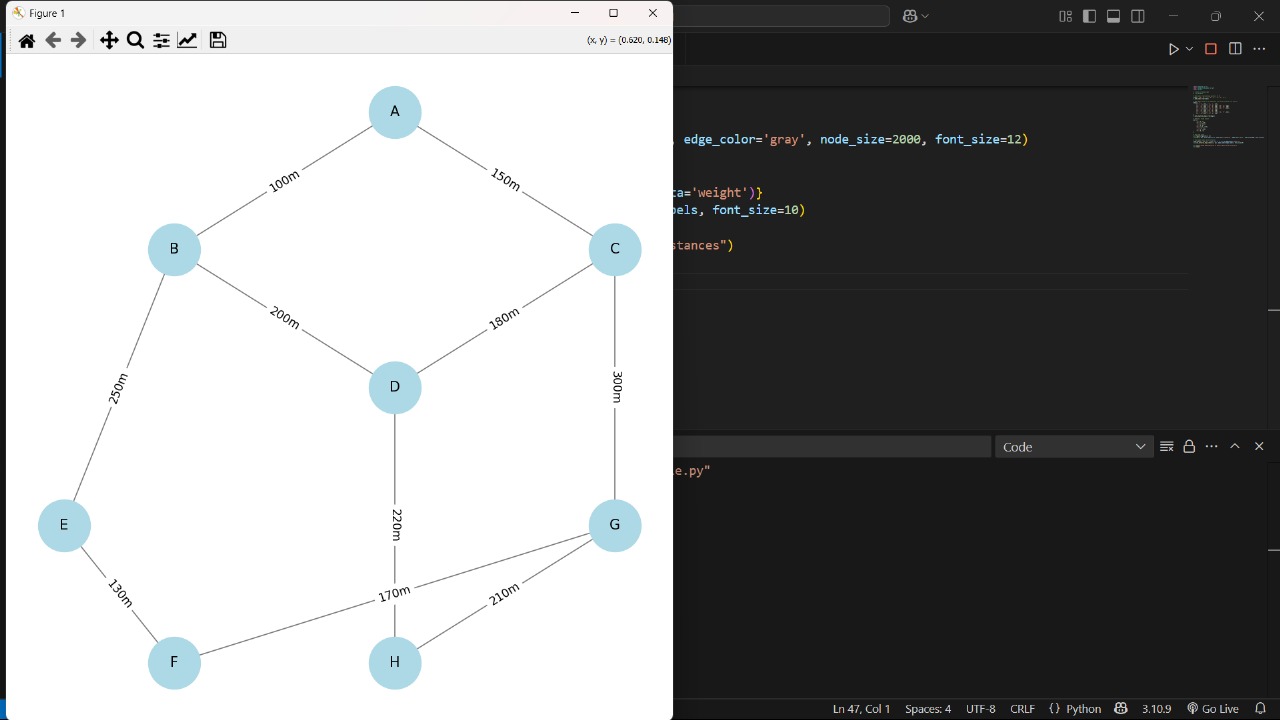 Figure 1
(x, y) = (0.620, 0.148)
A
100m
150m
B
C
200m
180m
250m
D
300m
E
220m
G
130m
170m
210m
F
H
, edge_color='gray', node_size=2000, font_size=12)
ta='weight')}
bels, font_size=10)
stances")
Code
e.py"
Ln 47, Col 1
Spaces: 4
UTF-8
CRLF
{} Python
3.10.9
Go Live